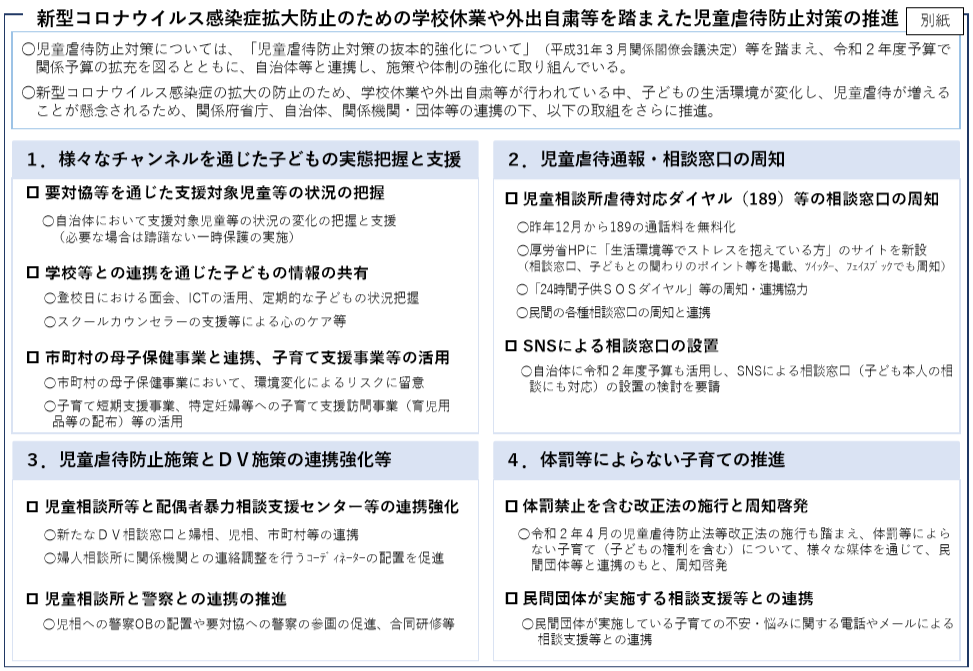 新型コロナウイルス感染症拡大防止のための学校休業や外出自粛等を踏まえた児童虐待防止対策の推進
別紙
○児童虐待防止対策については、「児童虐待防止対策の抜本的強化について」（平成31年３月関係閣僚会議決定）等を踏まえ、令和２年度予算で
関係予算の拡充を図るとともに、自治体等と連携し、施策や体制の強化に取り組んでいる。
○新型コロナウイルス感染症の拡大の防止のため、学校休業や外出自粛等が行われている中、子どもの生活環境が変化し、児童虐待が増える
ことが懸念されるため、関係府省庁、自治体、関係機関・団体等の連携の下、以下の取組をさらに推進。
１．様々なチャンネルを通じた子どもの実態把握と支援
□ 要対協等を通じた支援対象児童等の状況の把握
○自治体において支援対象児童等の状況の変化の把握と支援
（必要な場合は躊躇ない一時保護の実施）
□ 学校等との連携を通じた子どもの情報の共有
○登校日における面会、ICTの活用、定期的な子どもの状況把握
○スクールカウンセラーの支援等による心のケア等
□ 市町村の母子保健事業と連携、子育て支援事業等の活用
○市町村の母子保健事業において、環境変化によるリスクに留意
○子育て短期支援事業、特定妊婦等への子育て支援訪問事業（育児用
品等の配布）等の活用
２．児童虐待通報・相談窓口の周知
□ 児童相談所虐待対応ダイヤル（189）等の相談窓口の周知
○昨年12月から189の通話料を無料化
○厚労省HPに「生活環境等でストレスを抱えている方」のサイトを新設
（相談窓口、子どもとの関わりのポイント等を掲載、ﾂｲｯﾀｰ、ﾌｪｲｽﾌﾞｯｸでも周知）
○「24時間子供ＳＯＳダイヤル」等の周知・連携協力
○民間の各種相談窓口の周知と連携
□ SNSによる相談窓口の設置
○自治体に令和２年度予算も活用し、SNSによる相談窓口（子ども本人の相
談にも対応）の設置の検討を要請
３．児童虐待防止施策とＤＶ施策の連携強化等
□ 児童相談所等と配偶者暴力相談支援センター等の連携強化
○新たなＤＶ相談窓口と婦相、児相、市町村等の連携
○婦人相談所に関係機関との連絡調整を行うｺｰﾃﾞｨﾈｰﾀｰの配置を促進
□ 児童相談所と警察との連携の推進
○児相への警察OBの配置や要対協への警察の参画の促進、合同研修等
４．体罰等によらない子育ての推進
□ 体罰禁止を含む改正法の施行と周知啓発
○令和２年４月の児童虐待防止法等改正法の施行も踏まえ、体罰等によら
ない子育て（子どもの権利を含む）について、様々な媒体を通じて、民
間団体等と連携のもと、周知啓発
□ 民間団体が実施する相談支援等との連携
○民間団体が実施している子育ての不安・悩みに関する電話やメールによる
相談支援等との連携